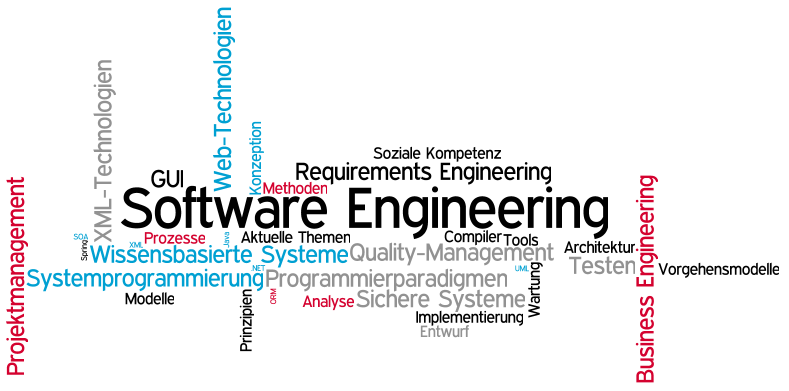 Web-Technologien
XML-Technologien
Konzeption
Soziale Kompetenz
Requirements Engineering
GUI
Methoden
Software Engineering
Projektmanagement
Business Engineering
SOA
Spring
XML
Prozesse
Java
Aktuelle Themen
Compiler
Tools
Architektur
Wissensbasierte Systeme
Quality-Management
Testen
Vorgehensmodelle
.NET
UML
Systemprogrammierung
Programmierparadigmen
Wartung
Modelle
Prinzipien
ORM
Analyse
Sichere Systeme
Implementierung
Entwurf